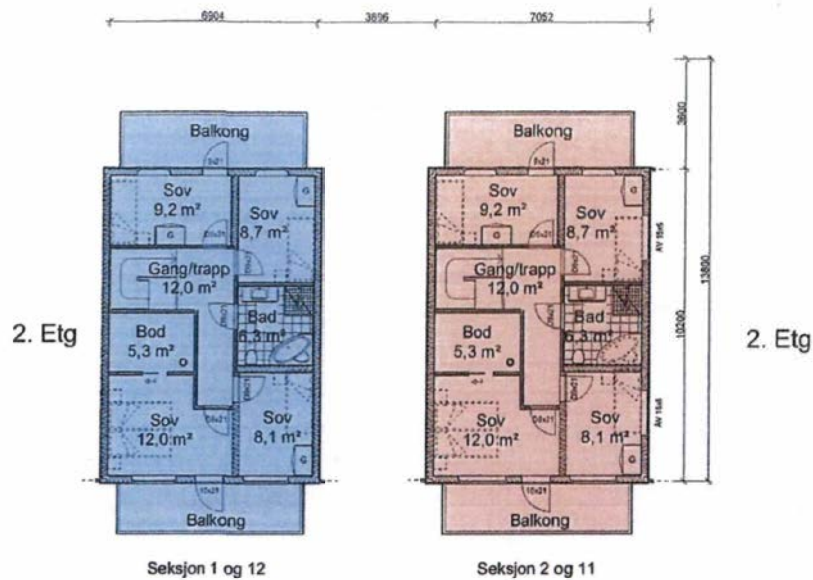 6904 3696 7052
3600
13800
10200
Balkong
9x21
Sov
9,2 m²
Sov
8,7 m²
G
G
Gang/trapp
12,0 m²
Bad
6,3 m²
Bod
5,3 m²
Sov
12,0 m²
Sov
8,1 m²
G
Balkong
Balkong
9x21
Sov
9,2 m²
Sov
8,7 m²
G
G
Gang/trapp
12,0 m²
Bad
6,3 m²
Bod
5,3 m²
Sov
12,0 m²
Sov
8,1 m²
G
Balkong
2. Etg
2. Etg
Seksjon 1 og 12
Seksjon 2 og 11